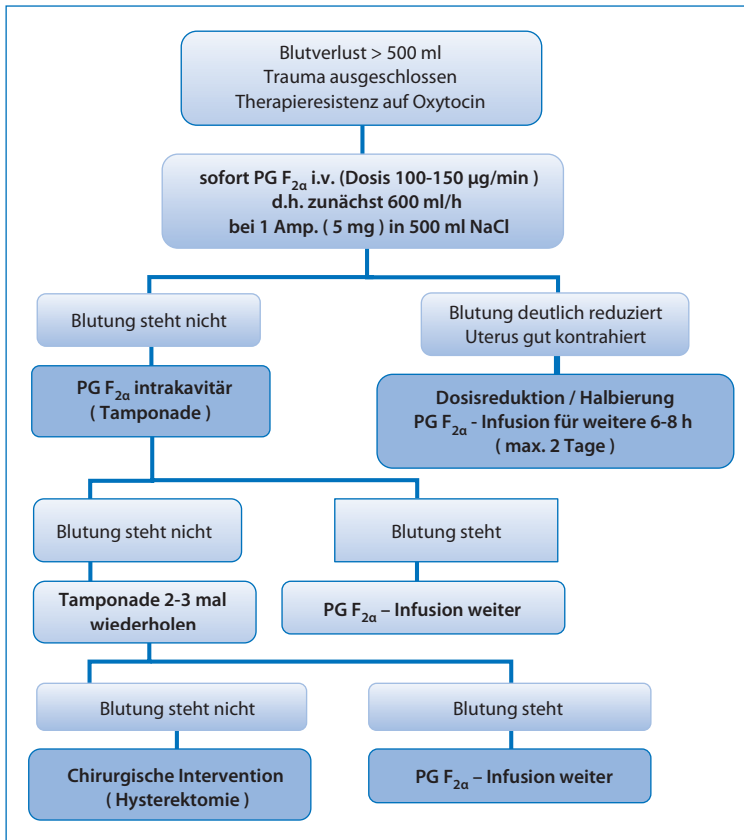 Blutverlust > 500 ml
Trauma ausgeschlossen
Therapieresistenz auf Oxytocin
sofort PG F₂α i.v. (Dosis 100-150 µg/min )
d.h. zunächst 600 ml/h
bei 1 Amp. ( 5 mg ) in 500 ml NaCl
Blutung steht nicht
Blutung deutlich reduziert
Uterus gut kontrahiert
PG F₂α intrakavitär
( Tamponade )
Dosisreduktion / Halbierung
PG F₂α - Infusion für weitere 6-8 h
( max. 2 Tage )
Blutung steht nicht
Blutung steht
Tamponade 2-3 mal
wiederholen
PG F₂α – Infusion weiter
Blutung steht nicht
Blutung steht
Chirurgische Intervention
( Hysterektomie )
PG F₂α – Infusion weiter